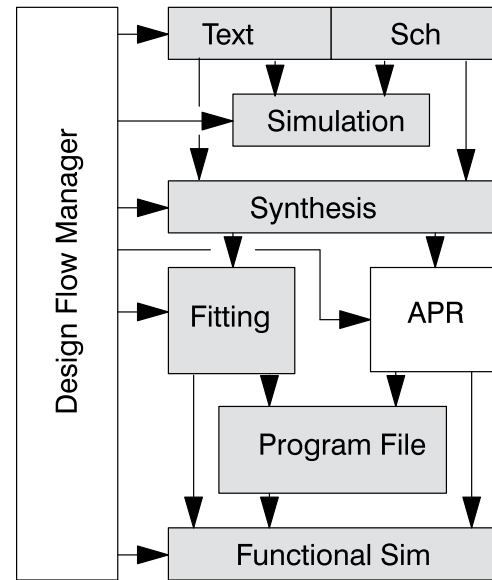 Design Flow Manager
Text
Sch
Simulation
Synthesis
Fitting
APR
Program File
Functional Sim